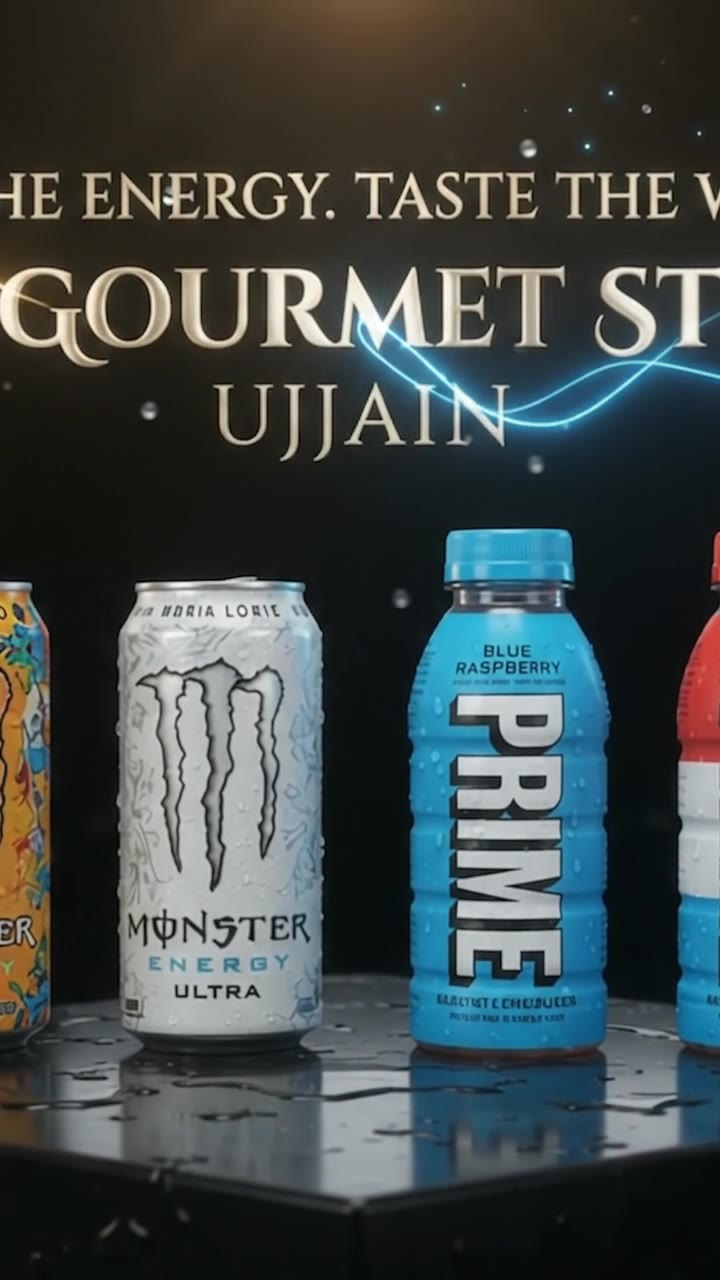 HE ENERGY. TASTE THE W
GOURMET ST
UJJAIN
BLUE
RASPBERRY
PRIME
MONSTER
ENERGY
ULTRA
ER
Y